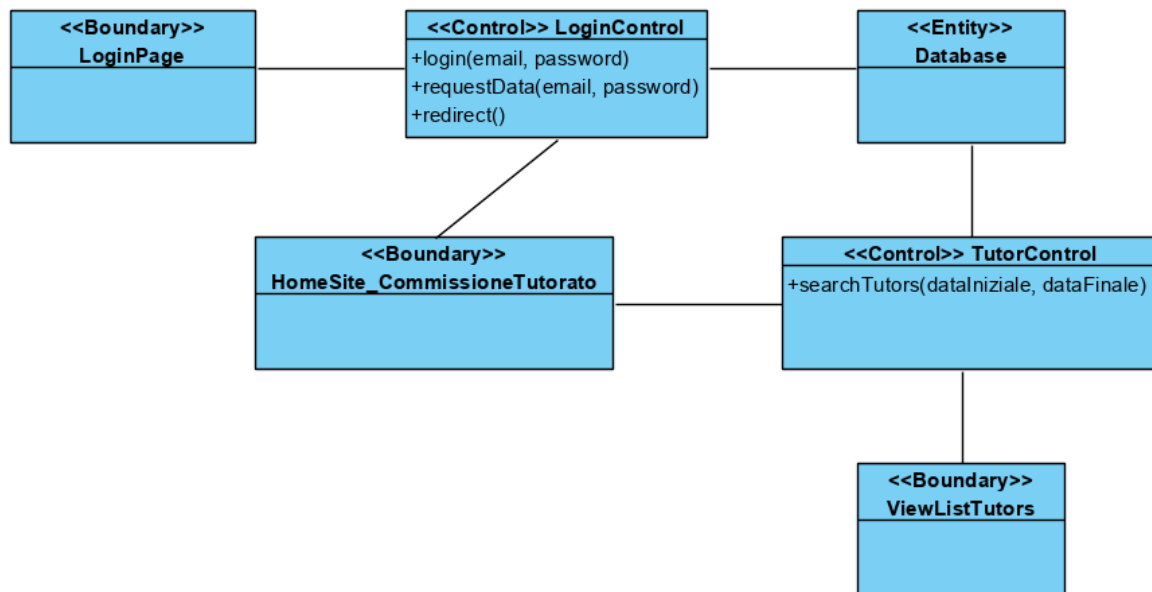 <<Boundary>>
LoginPage
<<Control>> LoginControl
+login(email, password)
+requestData(email, password)
+redirect()
<<Entity>>
Database
<<Boundary>>
HomeSite_CommissioneTutorato
<<Control>> TutorControl
+searchTutors(dataIniziale, dataFinale)
<<Boundary>>
ViewListTutors